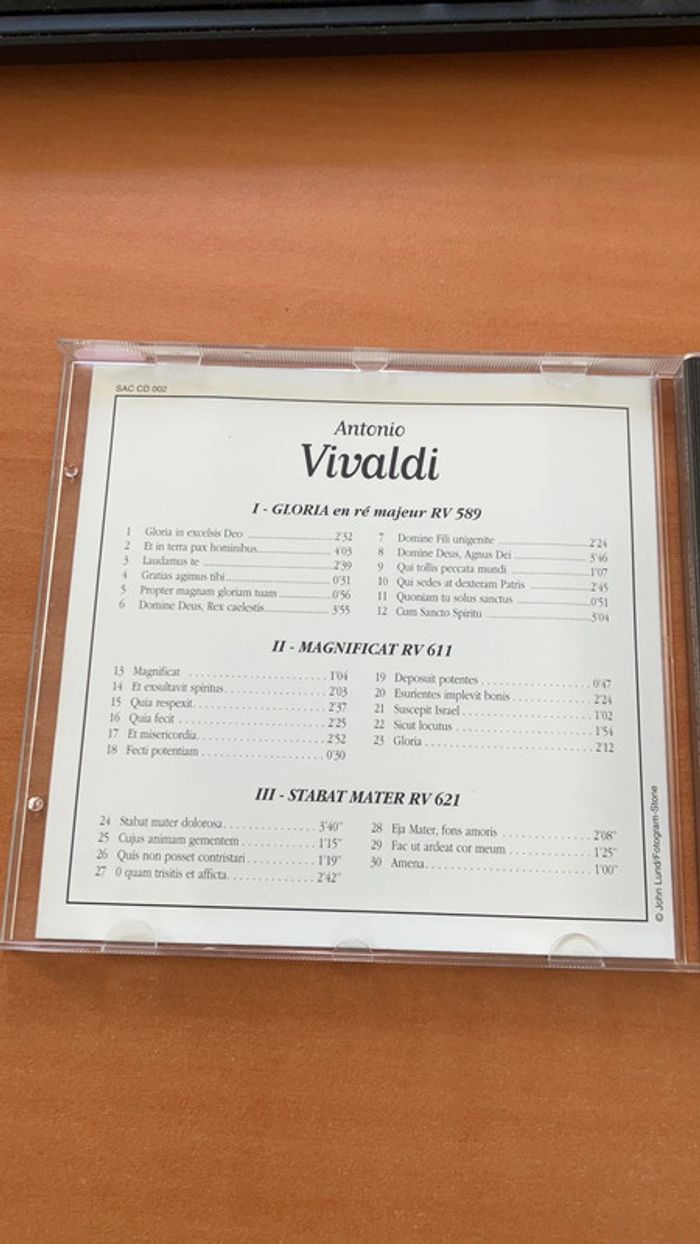 SAC CD 002
Antonio
Vivaldi
I - GLORIA en ré majeur RV 589
1 Gloria in excelsis Deo 2'32
2 Et in terra pax hominibus 4'03
3 Laudamus te 2'39
4 Gratias agimus tibi 0'31
5 Propter magnam gloriam tuam 0'56
6 Domine Deus, Rex caelestis 3'55
7 Domine Fili unigenite 2'24
8 Domine Deus, Agnus Dei 3'46
9 Qui tollis peccata mundi 1'07
10 Qui sedes at dexteram Patris 2'45
11 Quoniam tu solus sanctus 0'51
12 Cum Sancto Spiritu 3'04
II - MAGNIFICAT RV 611
13 Magnificat 1'04
14 Et exsultavit spiritus 2'03
15 Quia respexit 2'37
16 Quia fecit 2'25
17 Et misericordia 2'52
18 Fecti potentiam 0'30
19 Deposuit potentes 0'47
20 Esurientes implevit bonis 2'24
21 Suscepit Israel 1'02
22 Sicut locutus 1'54
23 Gloria 2'12
III - STABAT MATER RV 621
24 Stabat mater dolorosa 3'40"
25 Cujus animam gementem 1'15"
26 Quis non posset contristari 1'19"
27 0 quam trisitis et afficta 2'42"
28 Eja Mater, fons amoris 2'08"
29 Fac ut ardeat cor meum 1'25"
30 Amena 1'00"
© John Lund/Fotogram-Stone